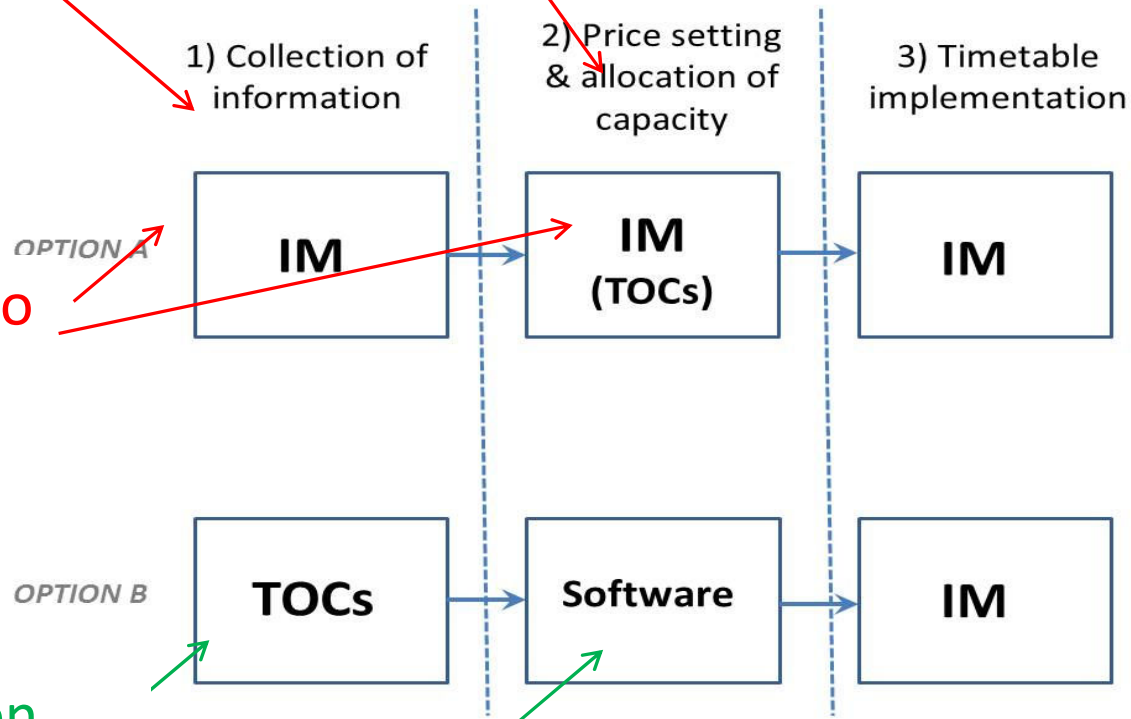 1) Collection of
information
2) Price setting
& allocation of
capacity
3) Timetable
implementation
OPTION A
IM
IM
(TOCs)
IM
o
OPTION B
TOCs
Software
IM